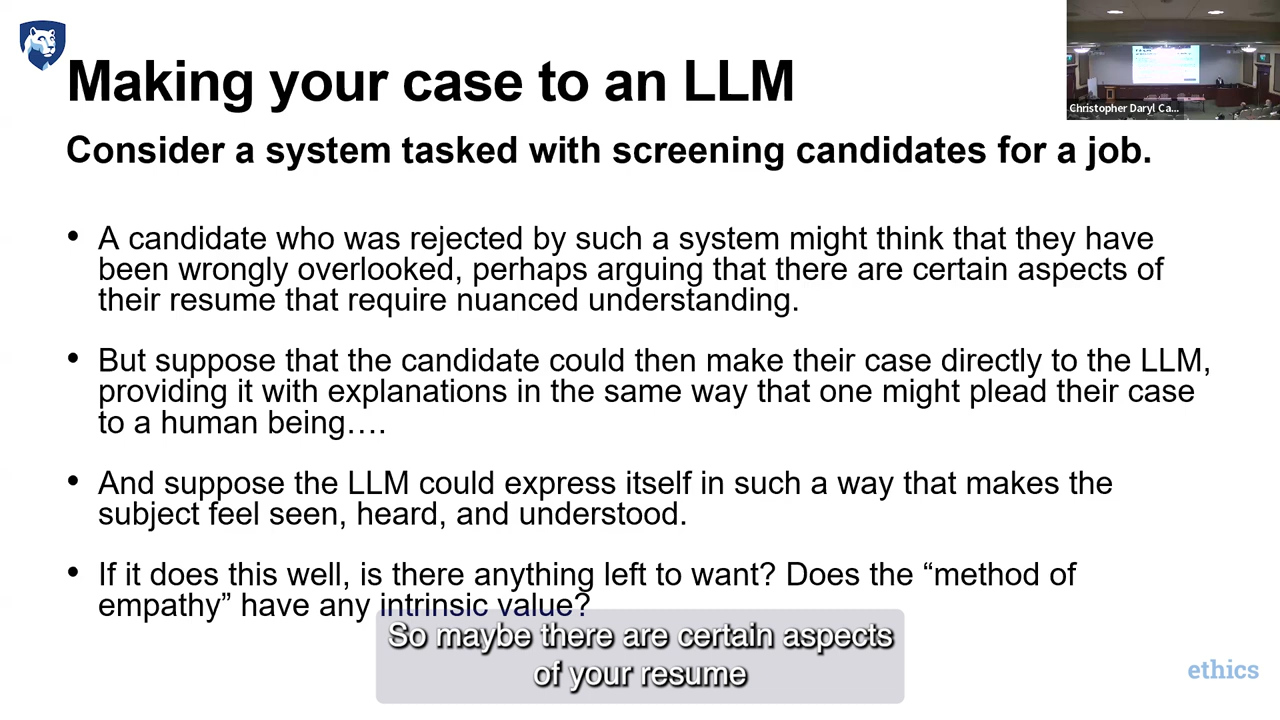 Making your case to an LLM
Christopher Daryl Ca...
Consider a system tasked with screening candidates for a job.
• A candidate who was rejected by such a system might think that they have
been wrongly overlooked, perhaps arguing that there are certain aspects of
their resume that require nuanced understanding.
• But suppose that the candidate could then make their case directly to the LLM,
providing it with explanations in the same way that one might plead their case
to a human being….
• And suppose the LLM could express itself in such a way that makes the
subject feel seen, heard, and understood.
• If it does this well, is there anything left to want? Does the “method of
empathy” have any intrinsic value?
So maybe there are certain aspects
of your resume
ethics